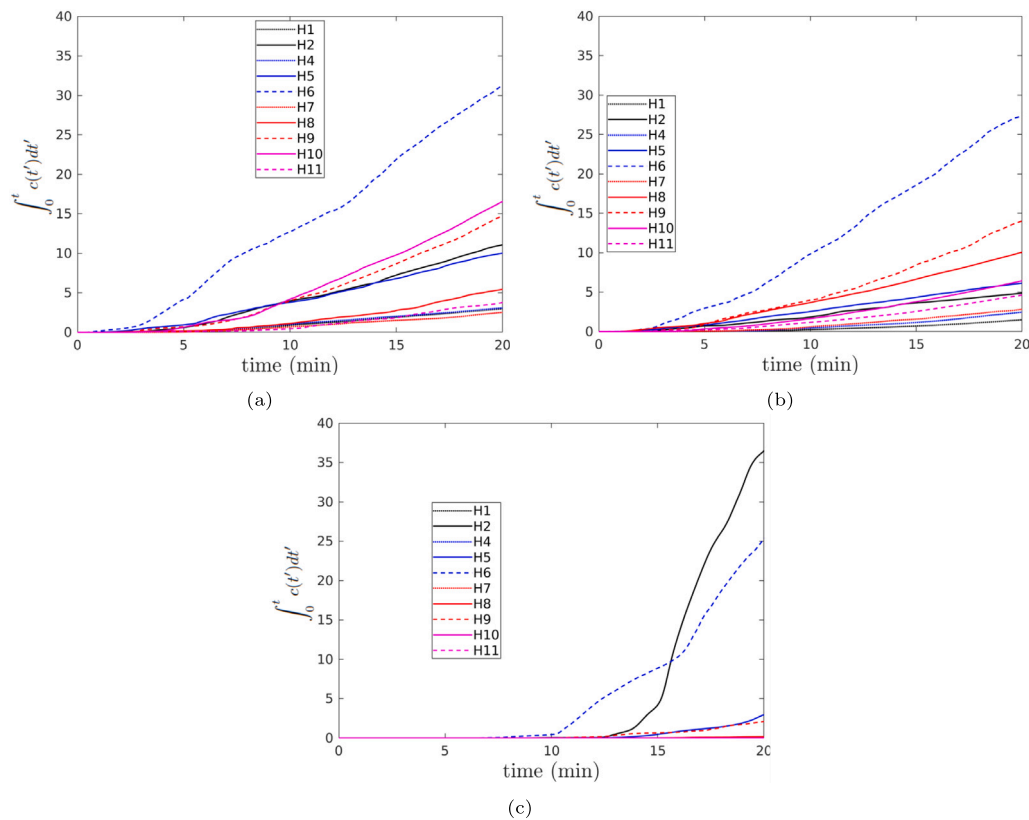 40
35
30
25
20
15
10
5
0
∫₀ᵗ c(t′)dt′
H1
H2
H4
H5
H6
H7
H8
H9
H10
H11
0 5 10 15 20
time (min)
(a)
40
35
30
25
20
15
10
5
0
∫₀ᵗ c(t′)dt′
H1
H2
H4
H5
H6
H7
H8
H9
H10
H11
0 5 10 15 20
time (min)
(b)
40
35
30
25
20
15
10
5
0
∫₀ᵗ c(t′)dt′
H1
H2
H4
H5
H6
H7
H8
H9
H10
H11
0 5 10 15 20
time (min)
(c)